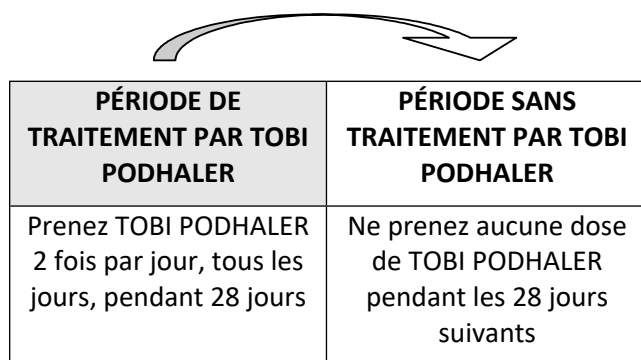 PÉRIODE DE
TRAITEMENT PAR TOBI
PODHALER
PÉRIODE SANS
TRAITEMENT PAR TOBI
PODHALER
Prenez TOBI PODHALER
2 fois par jour, tous les
jours, pendant 28 jours
Ne prenez aucune dose
de TOBI PODHALER
pendant les 28 jours
suivants